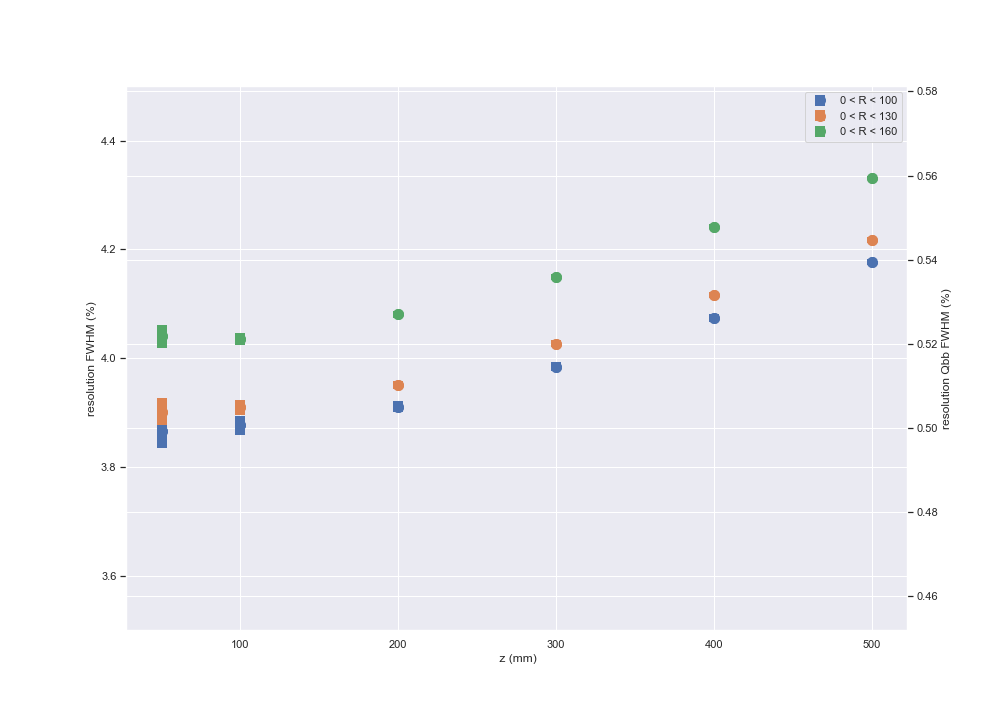 0 < R < 100
0 < R < 130
0 < R < 160
resolution FWHM (%)
4.4
4.2
4.0
3.8
3.6
0.58
0.56
0.54
0.52
0.50
0.48
0.46
resolution Qbb FWHM (%)
100 200 300 400 500
z (mm)